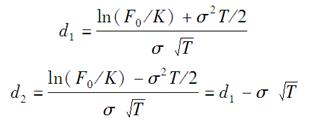 d₁ = (ln(F₀/K) + σ²T/2) / (σ √T)
d₂ = (ln(F₀/K) − σ²T/2) / (σ √T) = d₁ − σ √T